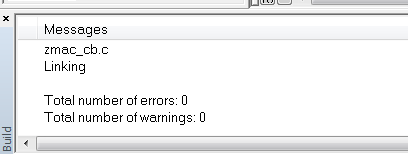 Messages
zmac_cb.c
Linking
Total number of errors: 0
Total number of warnings: 0
Build